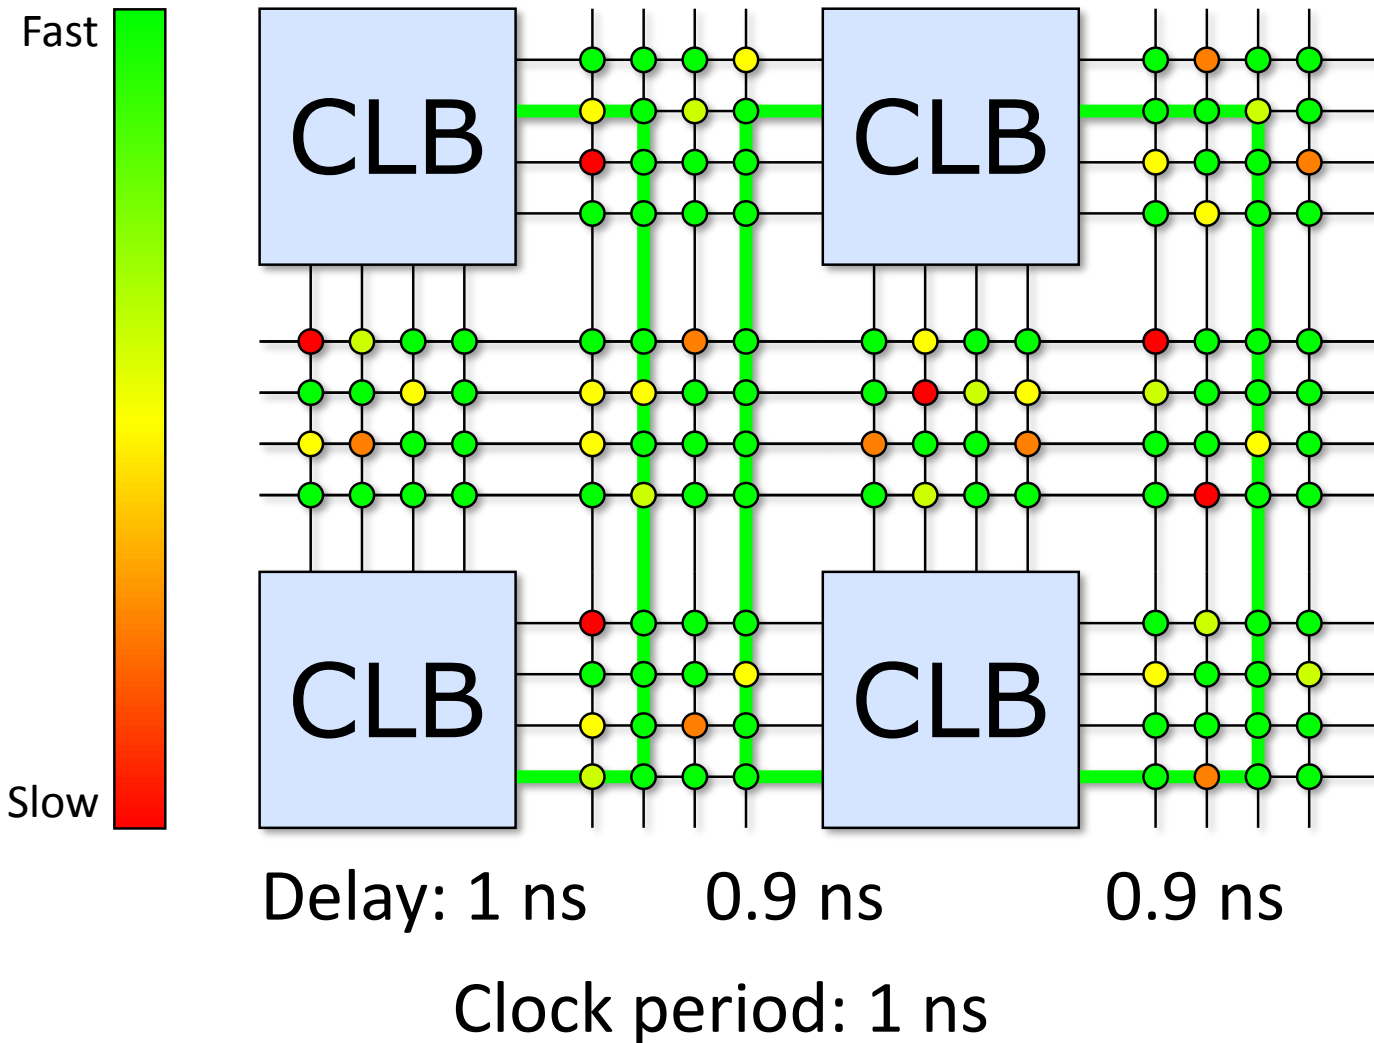 Fast
CLB
CLB
CLB
CLB
Slow
Delay: 1 ns
0.9 ns
0.9 ns
Clock period: 1 ns